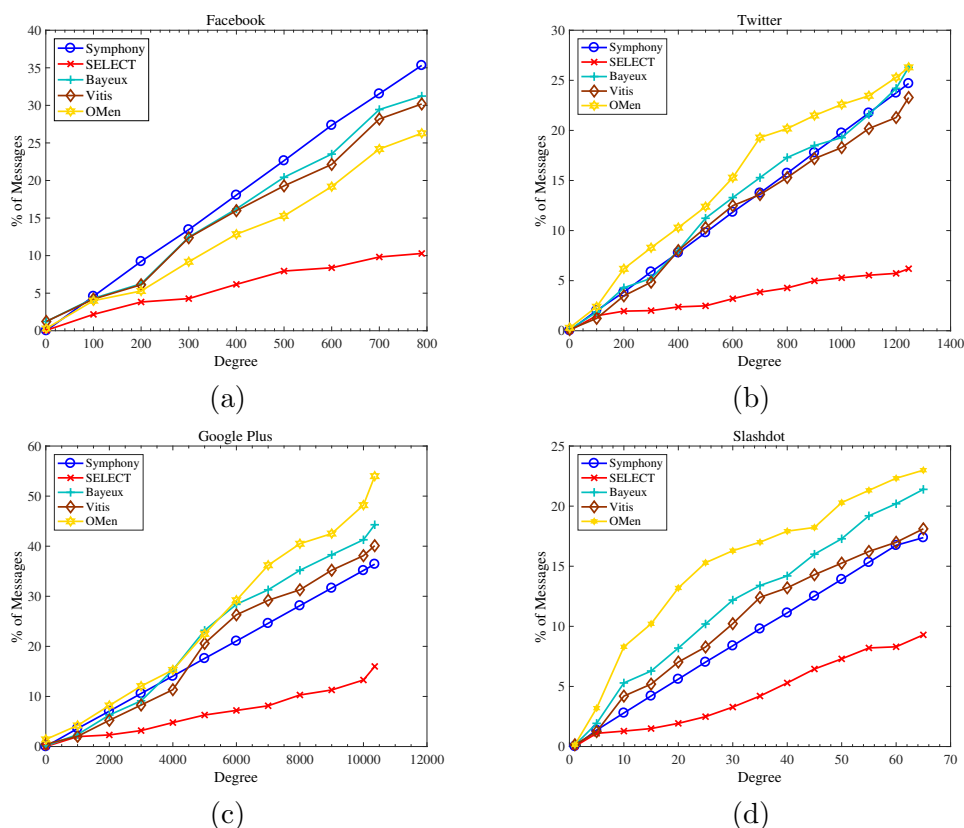 Facebook
40
35
30
25
20
15
10
5
0
% of Messages
Symphony
SELECT
Bayeux
Vitis
OMen
0 100 200 300 400 500 600 700 800
Degree
(a)
Twitter
30
25
20
15
10
5
0
% of Messages
Symphony
SELECT
Bayeux
Vitis
OMen
0 200 400 600 800 1000 1200 1400
Degree
(b)
Google Plus
60
50
40
30
20
10
0
% of Messages
Symphony
SELECT
Bayeux
Vitis
OMen
0 2000 4000 6000 8000 10000 12000
Degree
(c)
Slashdot
25
20
15
10
5
0
% of Messages
Symphony
SELECT
Bayeux
Vitis
OMen
0 10 20 30 40 50 60 70
Degree
(d)